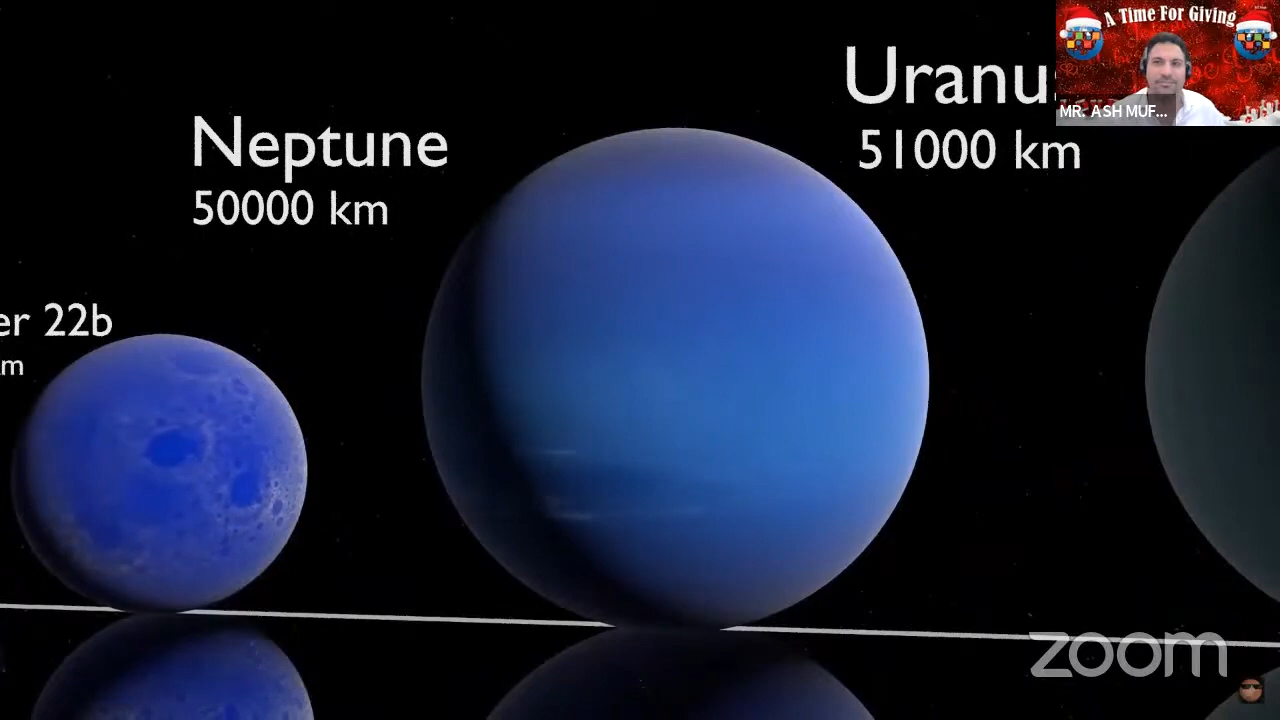 A Time For Giving
Uranu
MR. ASH MUF...
Neptune
51000 km
50000 km
er 22b
m
zoom